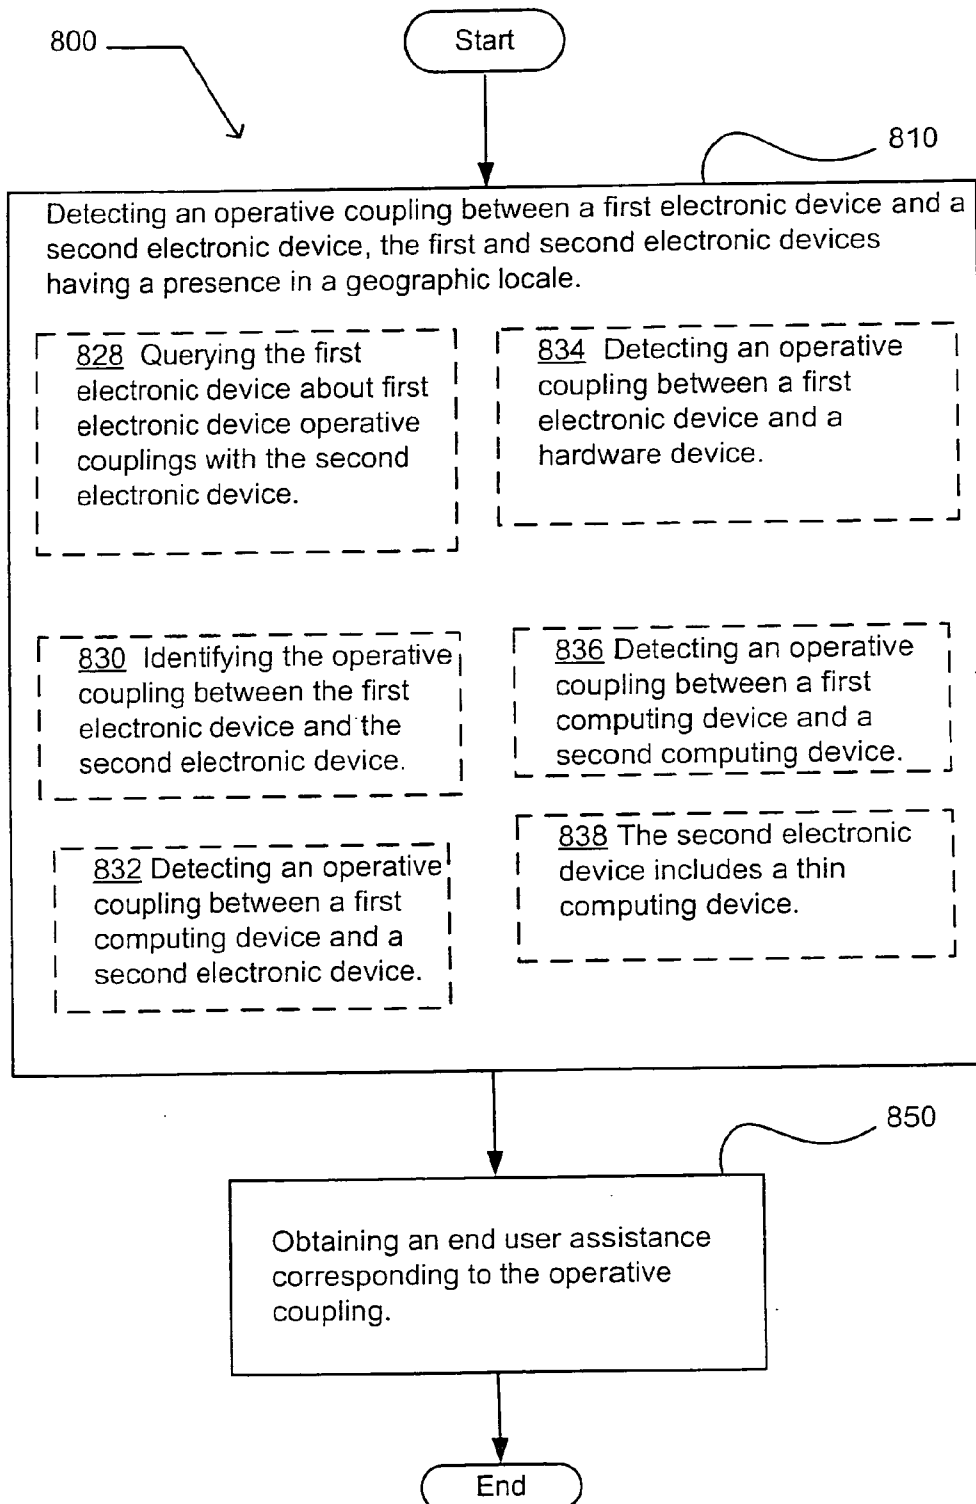 800
Start
810
Detecting an operative coupling between a first electronic device and a
second electronic device, the first and second electronic devices
having a presence in a geographic locale.
828 Querying the first
electronic device about first
electronic device operative
couplings with the second
electronic device.
834 Detecting an operative
coupling between a first
electronic device and a
hardware device.
830 Identifying the operative
coupling between the first
electronic device and the
second electronic device.
836 Detecting an operative
coupling between a first
computing device and a
second computing device.
832 Detecting an operative
coupling between a first
computing device and a
second electronic device.
838 The second electronic
device includes a thin
computing device.
850
Obtaining an end user assistance
corresponding to the operative
coupling.
End